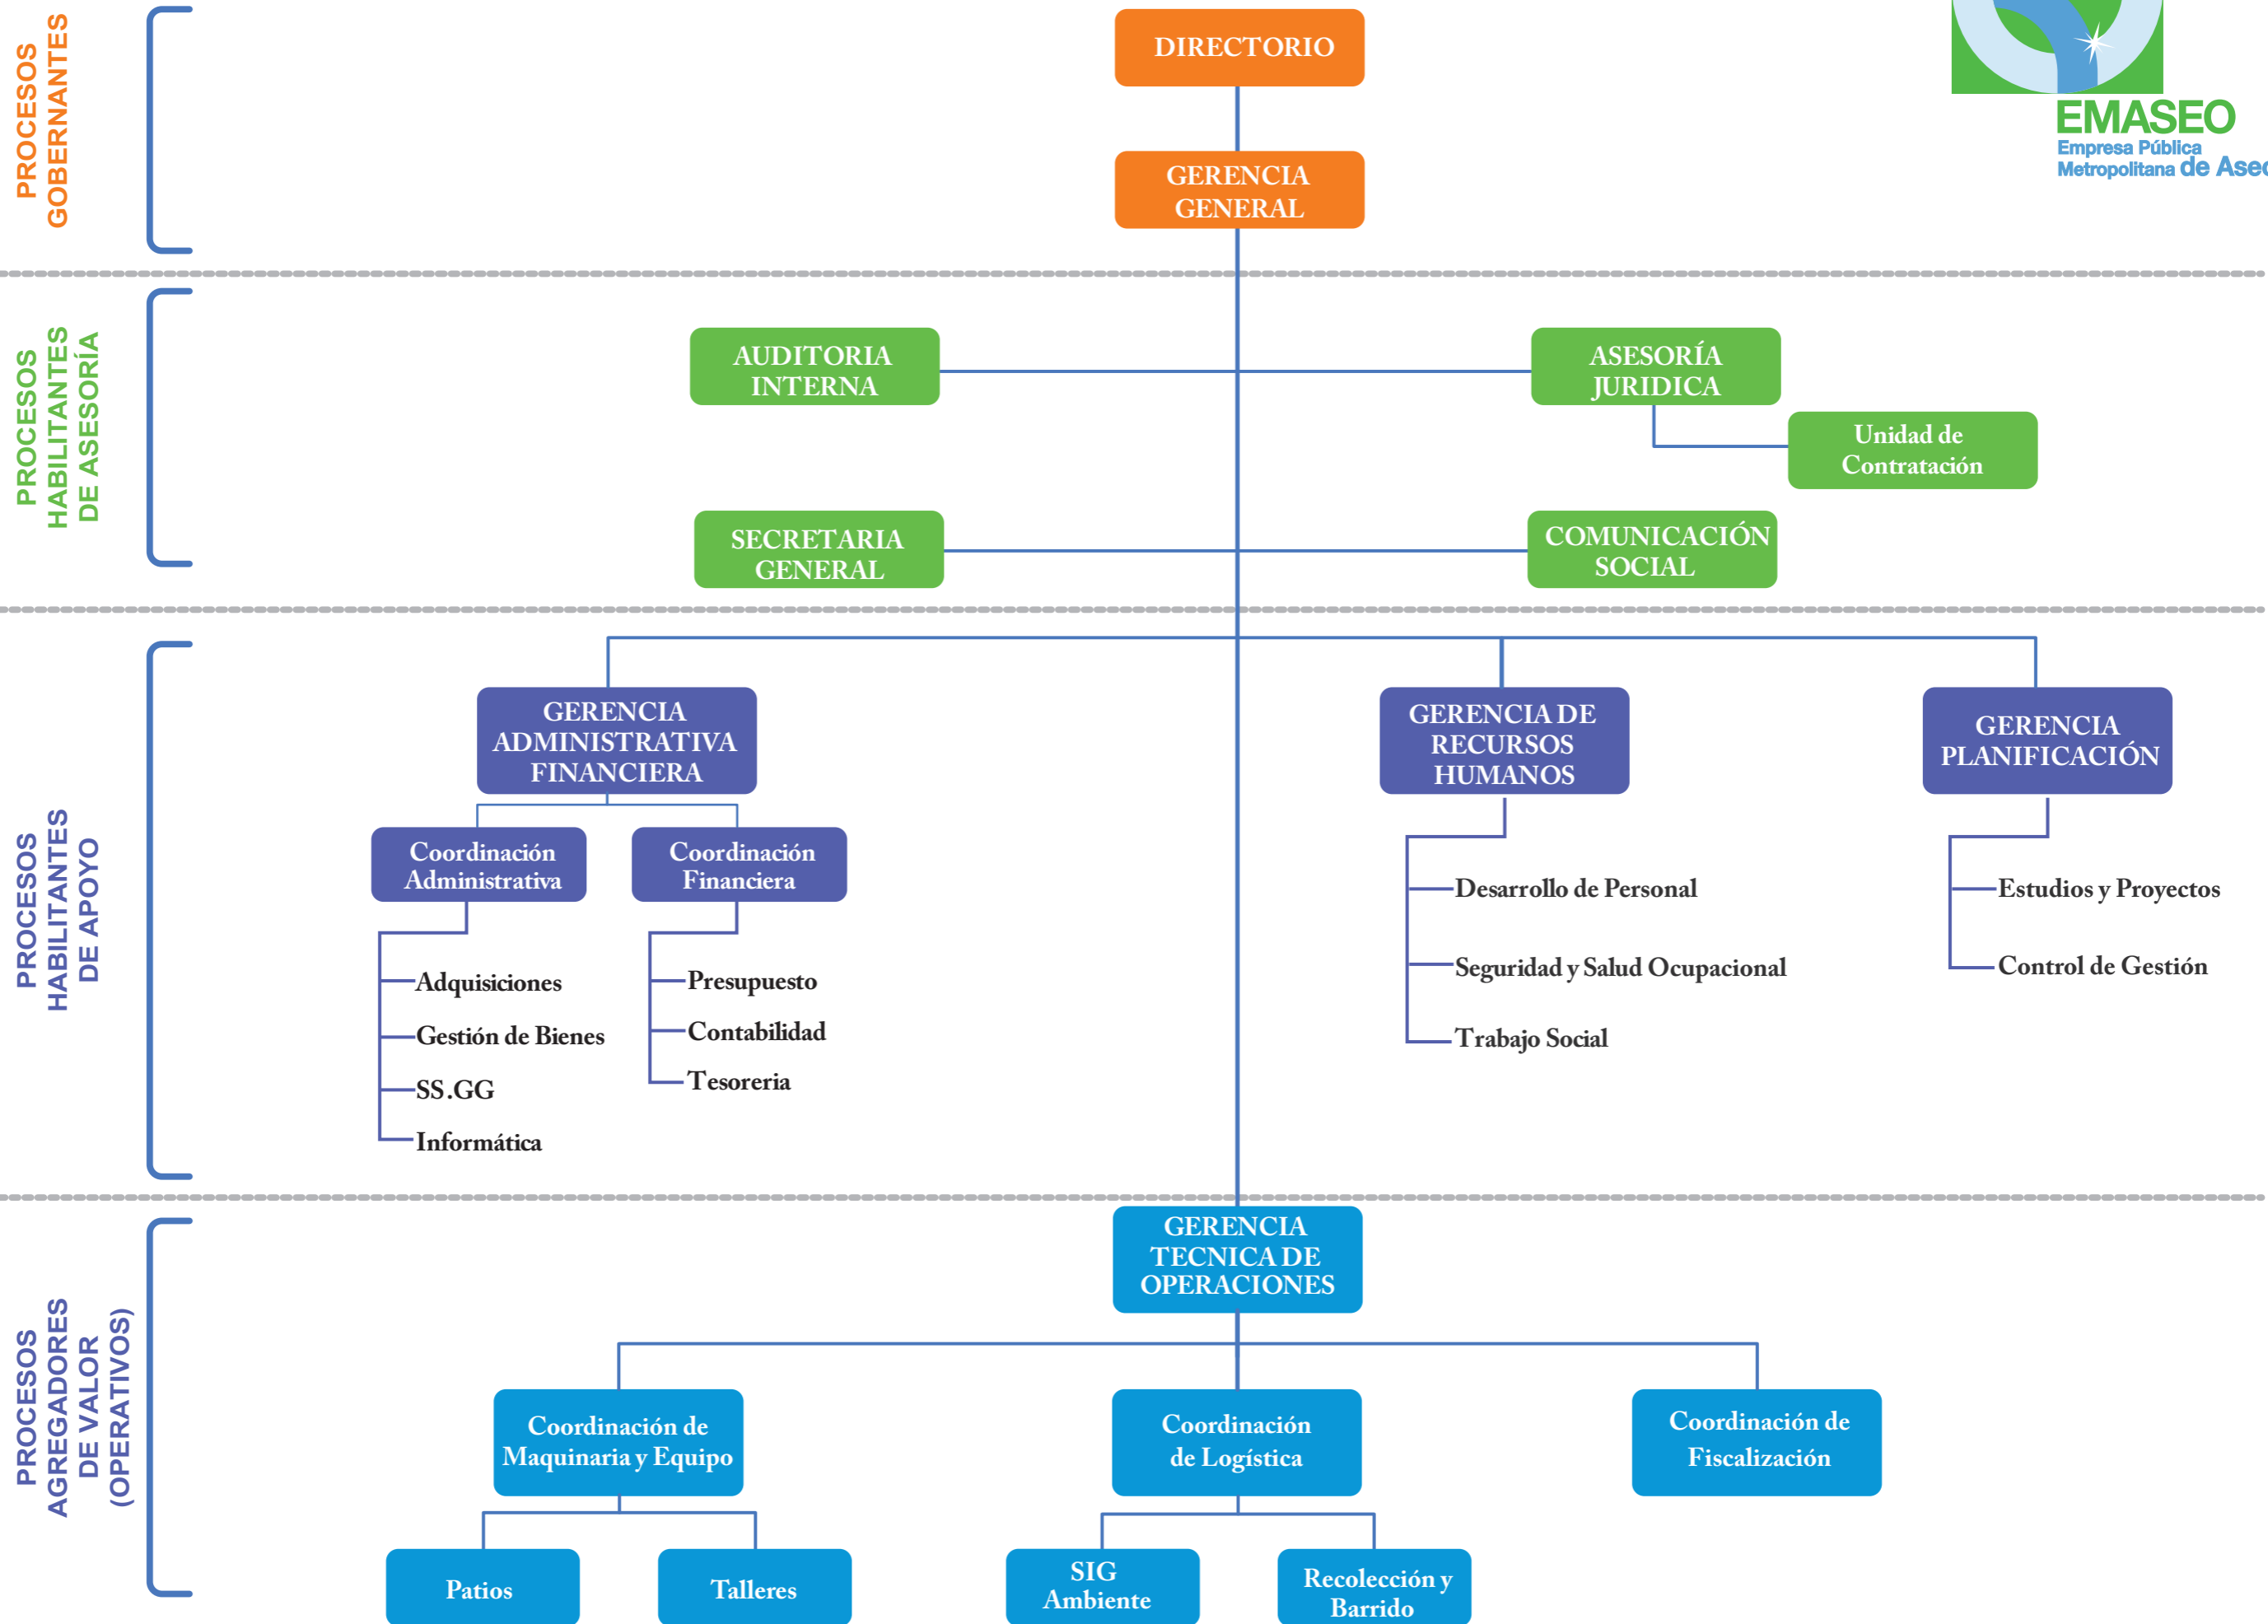 PROCESOS
GOBERNANTES
DIRECTORIO
GERENCIA
GENERAL
EMASEO
Empresa Pública
Metropolitana de Aseo
PROCESOS
HABILITANTES
DE ASESORÍA
AUDITORIA
INTERNA
ASESORÍA
JURIDICA
Unidad de
Contratación
SECRETARIA
GENERAL
COMUNICACIÓN
SOCIAL
PROCESOS
HABILITANTES
DE APOYO
GERENCIA
ADMINISTRATIVA
FINANCIERA
GERENCIA DE
RECURSOS
HUMANOS
GERENCIA
PLANIFICACIÓN
Coordinación
Administrativa
Coordinación
Financiera
Adquisiciones
Gestión de Bienes
SS.GG
Informática
Presupuesto
Contabilidad
Tesoreria
Desarrollo de Personal
Seguridad y Salud Ocupacional
Trabajo Social
Estudios y Proyectos
Control de Gestión
PROCESOS
AGREGADORES
DE VALOR
(OPERATIVOS)
GERENCIA
TECNICA DE
OPERACIONES
Coordinación de
Maquinaria y Equipo
Coordinación
de Logística
Coordinación de
Fiscalización
Patios
Talleres
SIG
Ambiente
Recolección y
Barrido